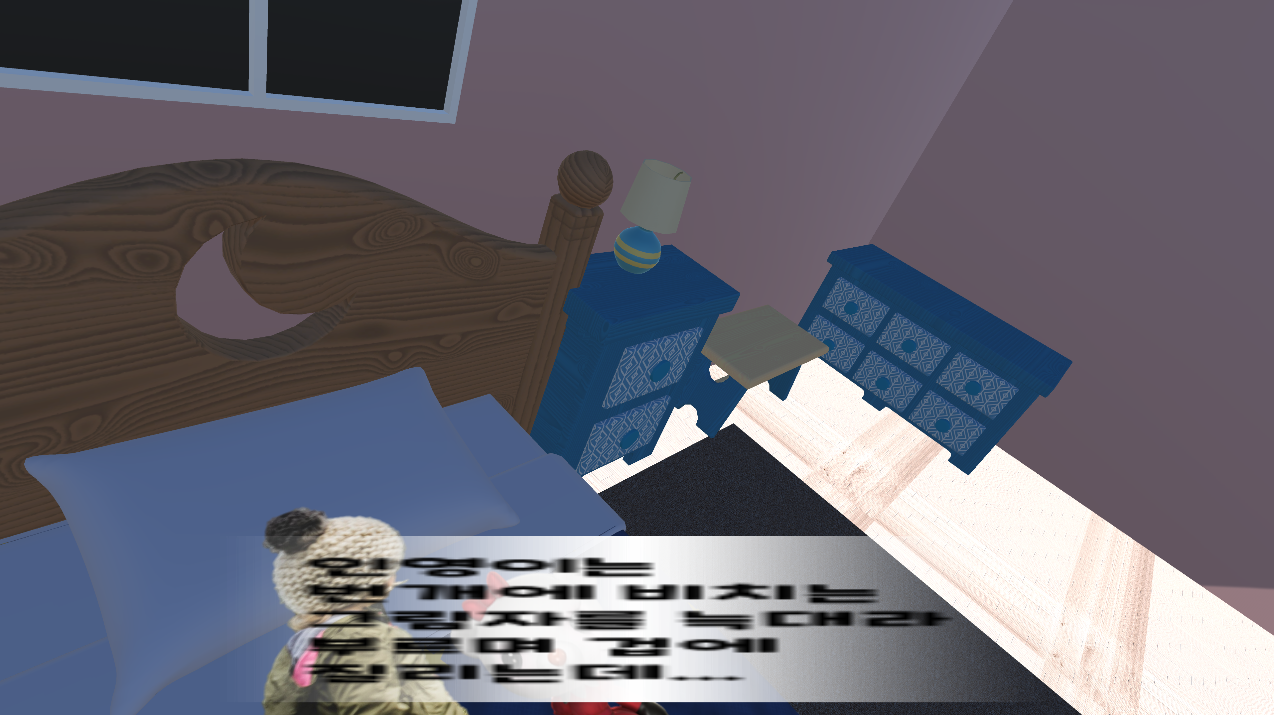 인영이는
번개에 비치는
그림자를 늑대라
부르며 겁에
질리는데...